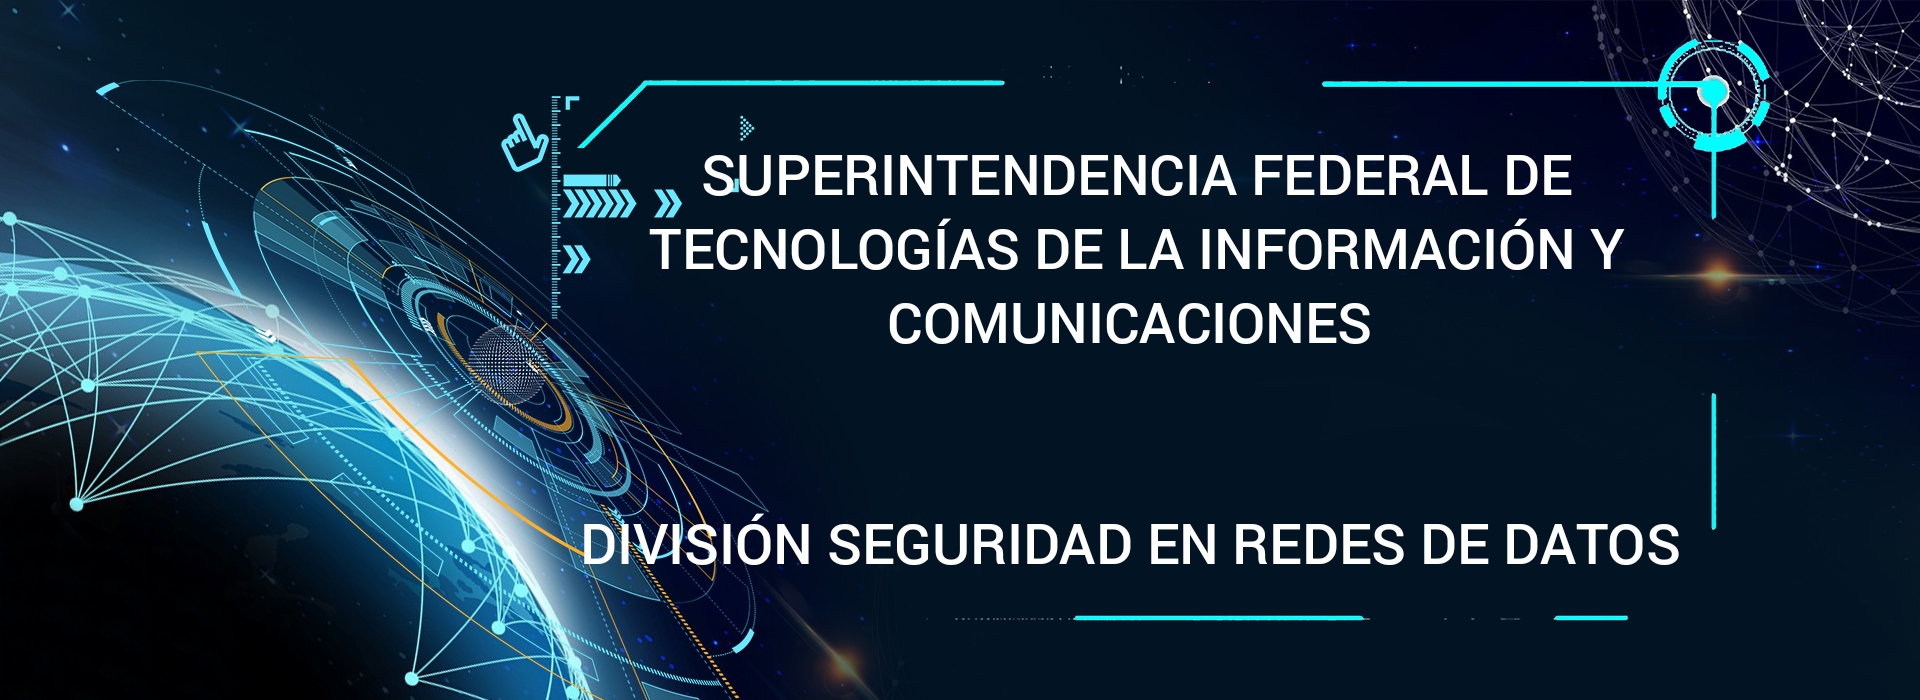 SUPERINTENDENCIA FEDERAL DE
TECNOLOGÍAS DE LA INFORMACIÓN Y
COMUNICACIONES
DIVISIÓN SEGURIDAD EN REDES DE DATOS